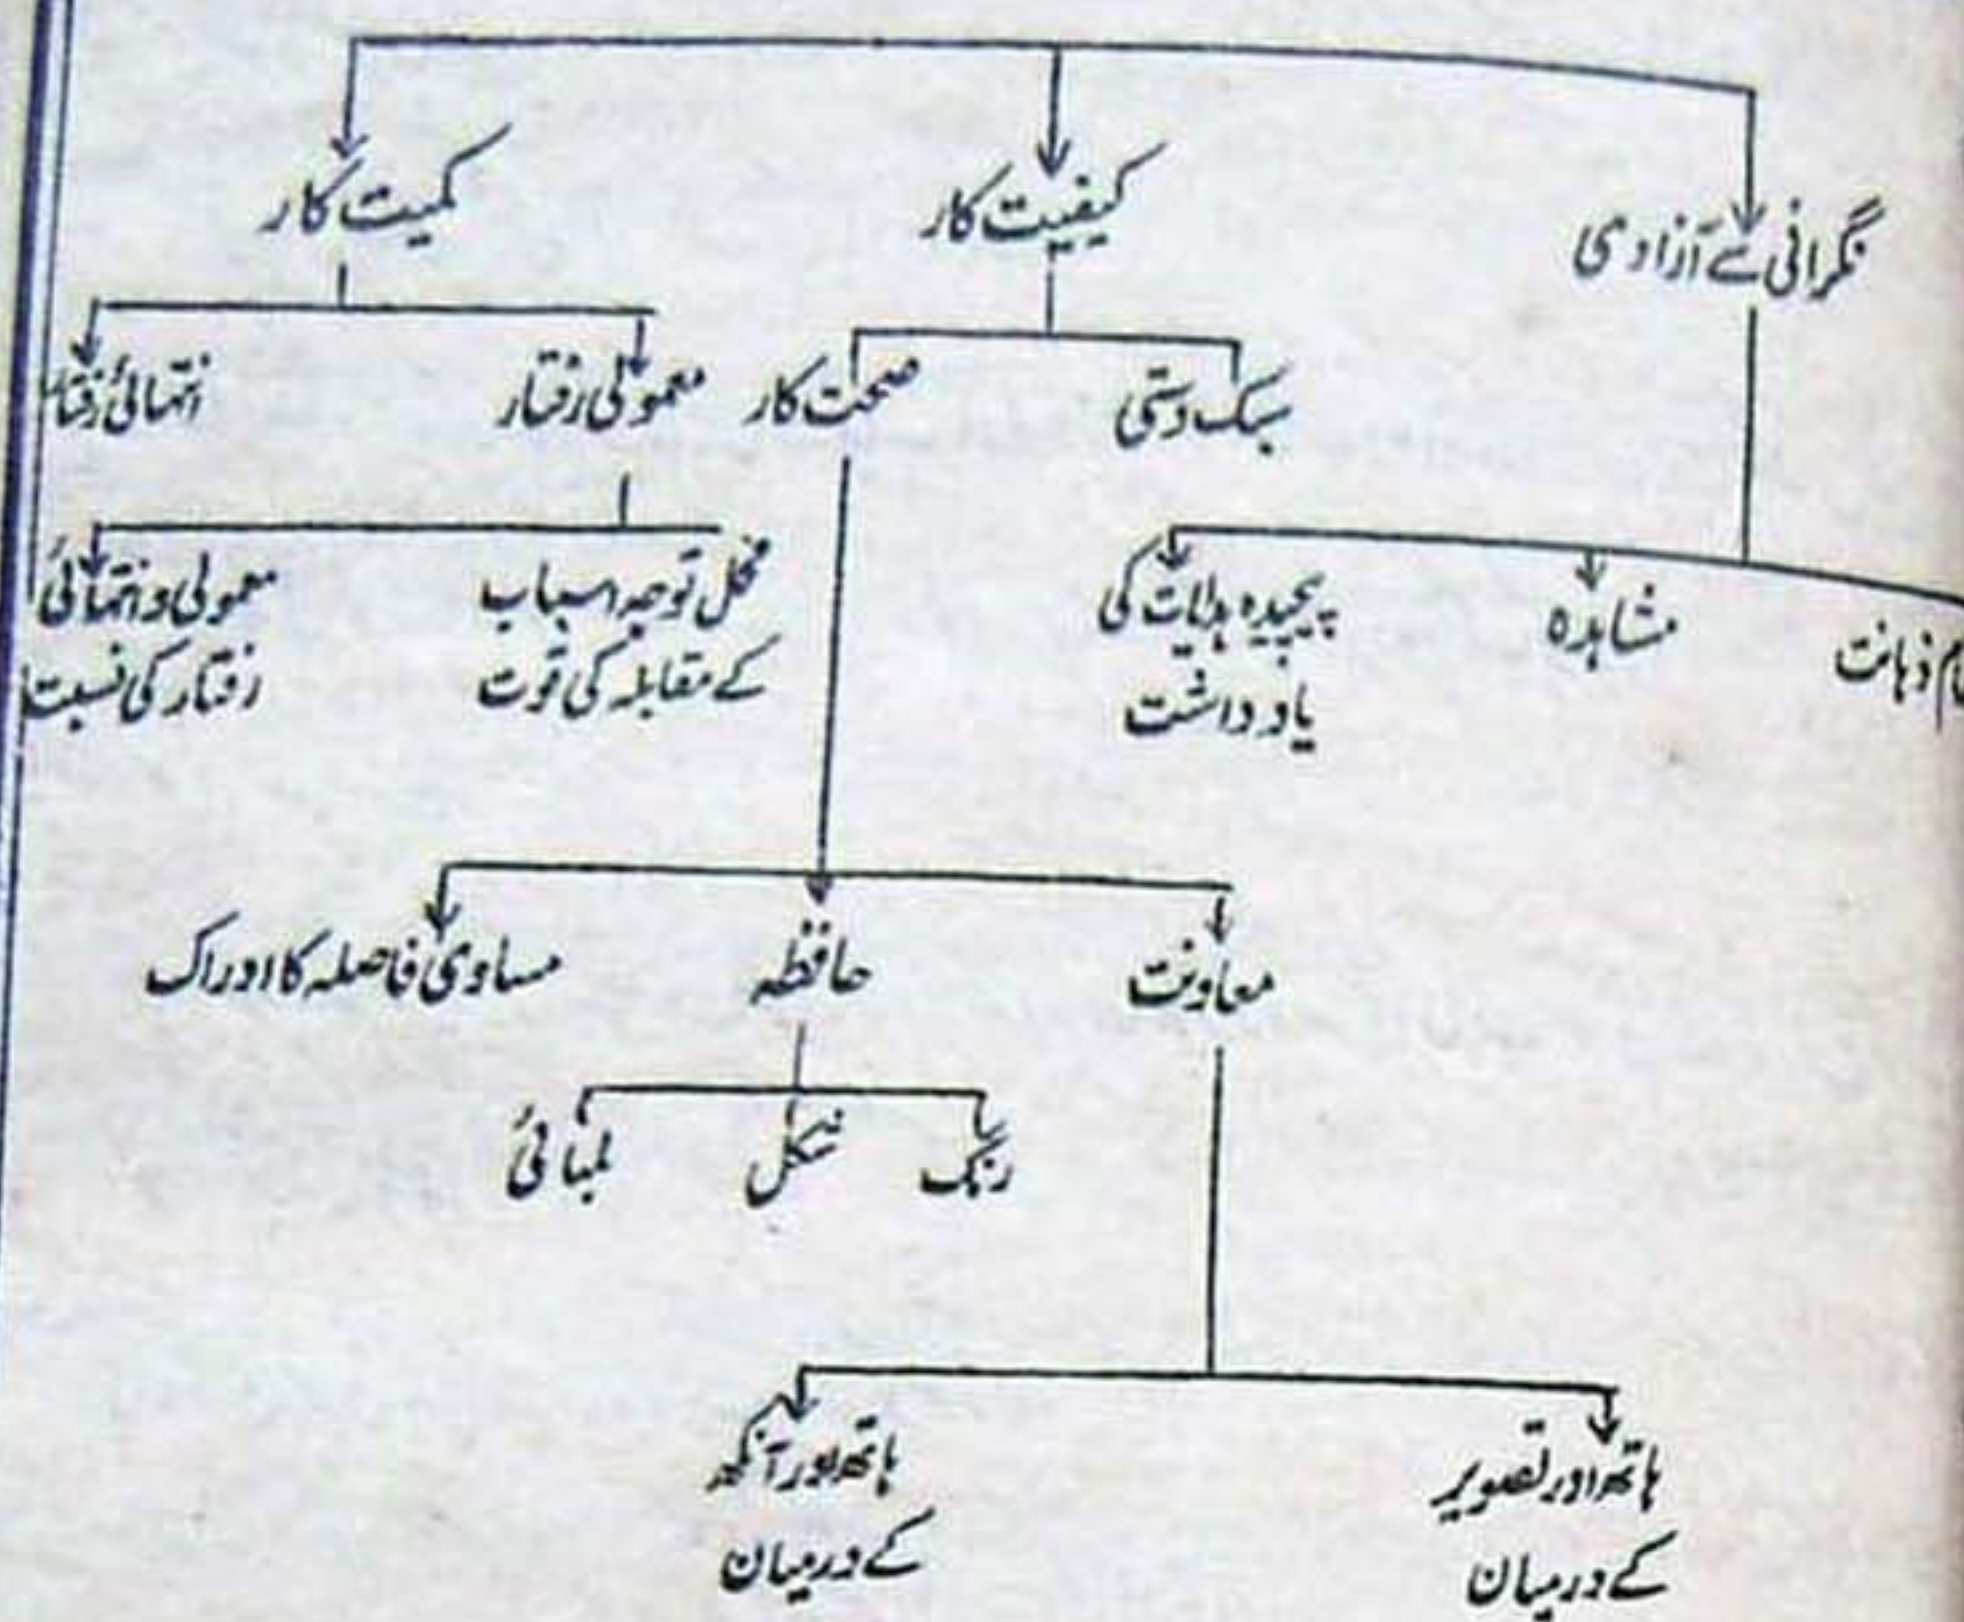 نگرانی سے آزادی
کیفیت کار
کمیت کار
سبک دستی
صحت کار
معمولی رفتار
انتہائی رفتار
ذہانت
مشاہدہ
پیچیدہ ہدایات کی
یادداشت
مخل توجہ اسباب
کے مقابلہ کی قوت
معمولی و انتہائی
رفتار کی نسبت
معاونت
حافظہ
مساوی فاصلہ کا ادراک
رنگ
شکل
لمبائی
ہاتھ اور تصویر
کے درمیان
ہاتھ اور آنکھ
کے درمیان